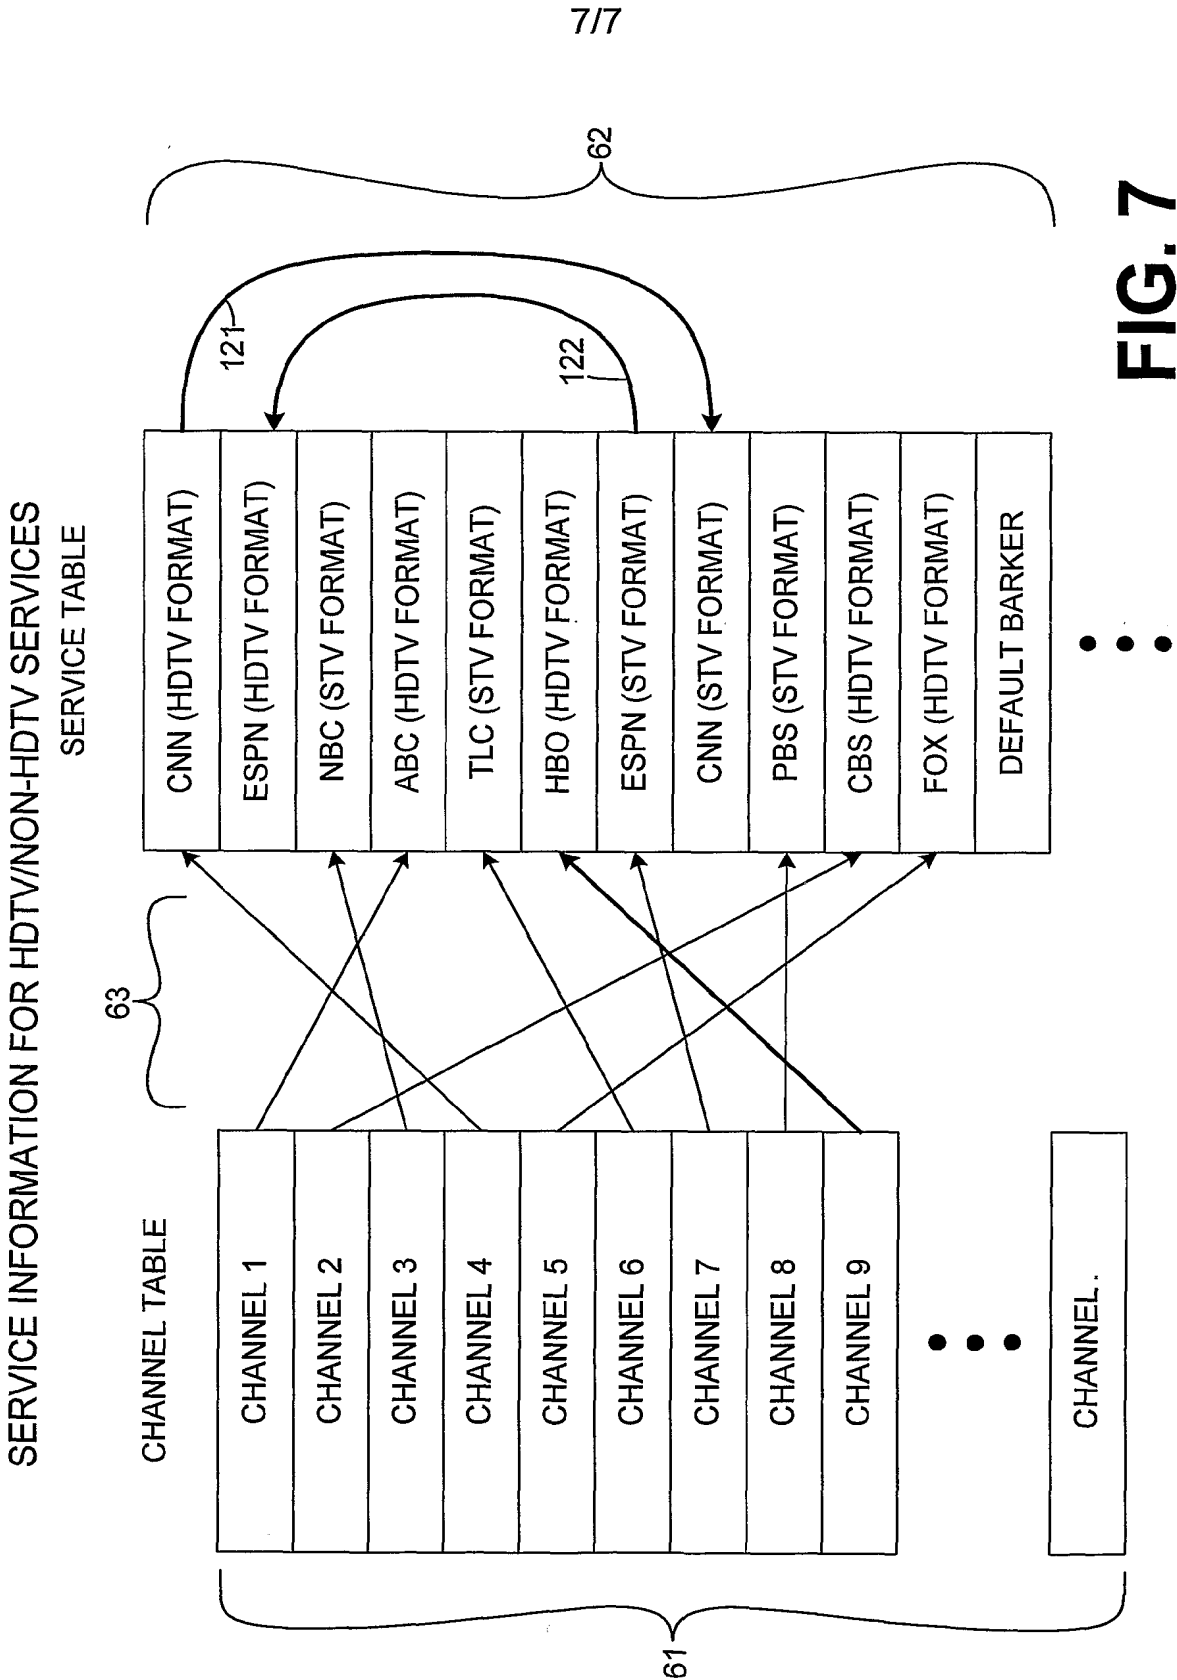 7/7
SERVICE INFORMATION FOR HDTV/NON-HDTV SERVICES
CHANNEL TABLE
CHANNEL 1
CHANNEL 2
CHANNEL 3
CHANNEL 4
CHANNEL 5
CHANNEL 6
CHANNEL 7
CHANNEL 8
CHANNEL 9
CHANNEL .
61
63
SERVICE TABLE
CNN (HDTV FORMAT)
ESPN (HDTV FORMAT)
NBC (STV FORMAT)
ABC (HDTV FORMAT)
TLC (STV FORMAT)
HBO (HDTV FORMAT)
ESPN (STV FORMAT)
CNN (STV FORMAT)
PBS (STV FORMAT)
CBS (HDTV FORMAT)
FOX (HDTV FORMAT)
DEFAULT BARKER
121
122
62
FIG. 7